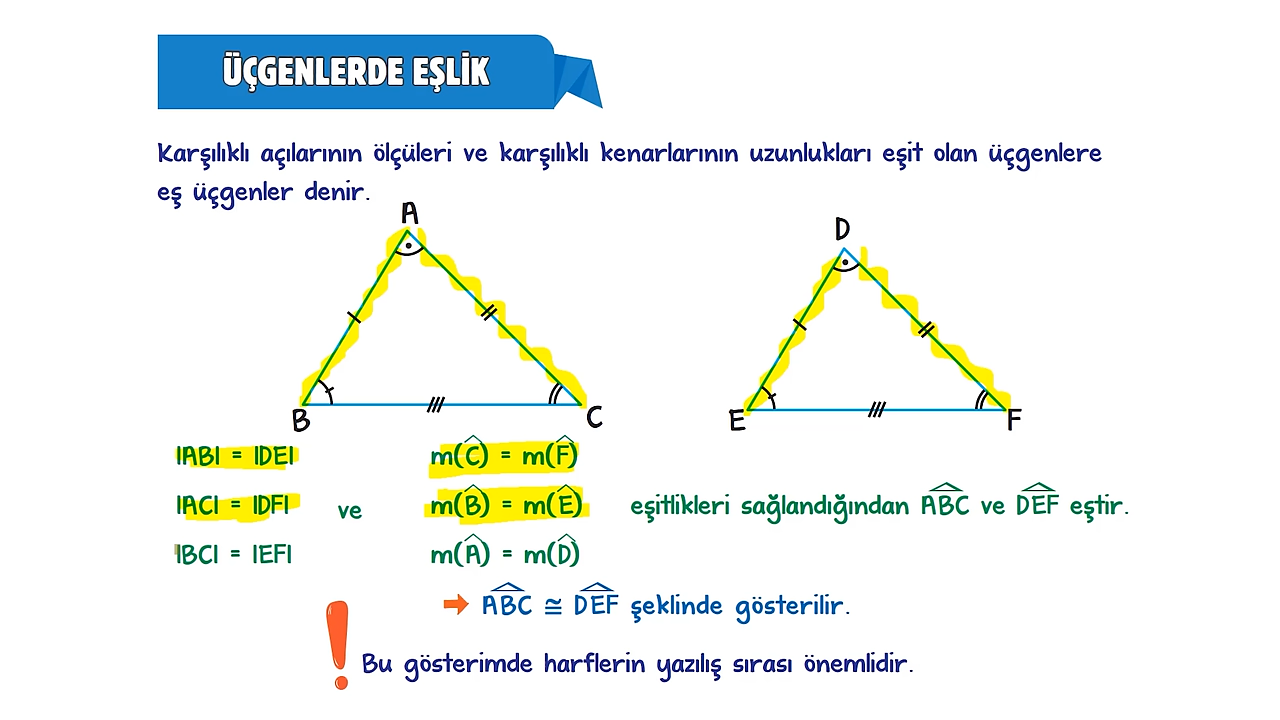 ÜÇGENLERDE EŞLİK
Karşılıklı açılarının ölçüleri ve karşılıklı kenarlarının uzunlukları eşit olan üçgenlere
eş üçgenler denir.
A
D
B
C
E
F
|AB| = |DE|
m(Ĉ) = m(F̂)
|AC| = |DF|
ve
m(B̂) = m(Ê)
eşitlikleri sağlandığından ABC ve DEF eştir.
|BC| = |EF|
m(Â) = m(D̂)
➡ ABC ≅ DEF şeklinde gösterilir.
! Bu gösterimde harflerin yazılış sırası önemlidir.